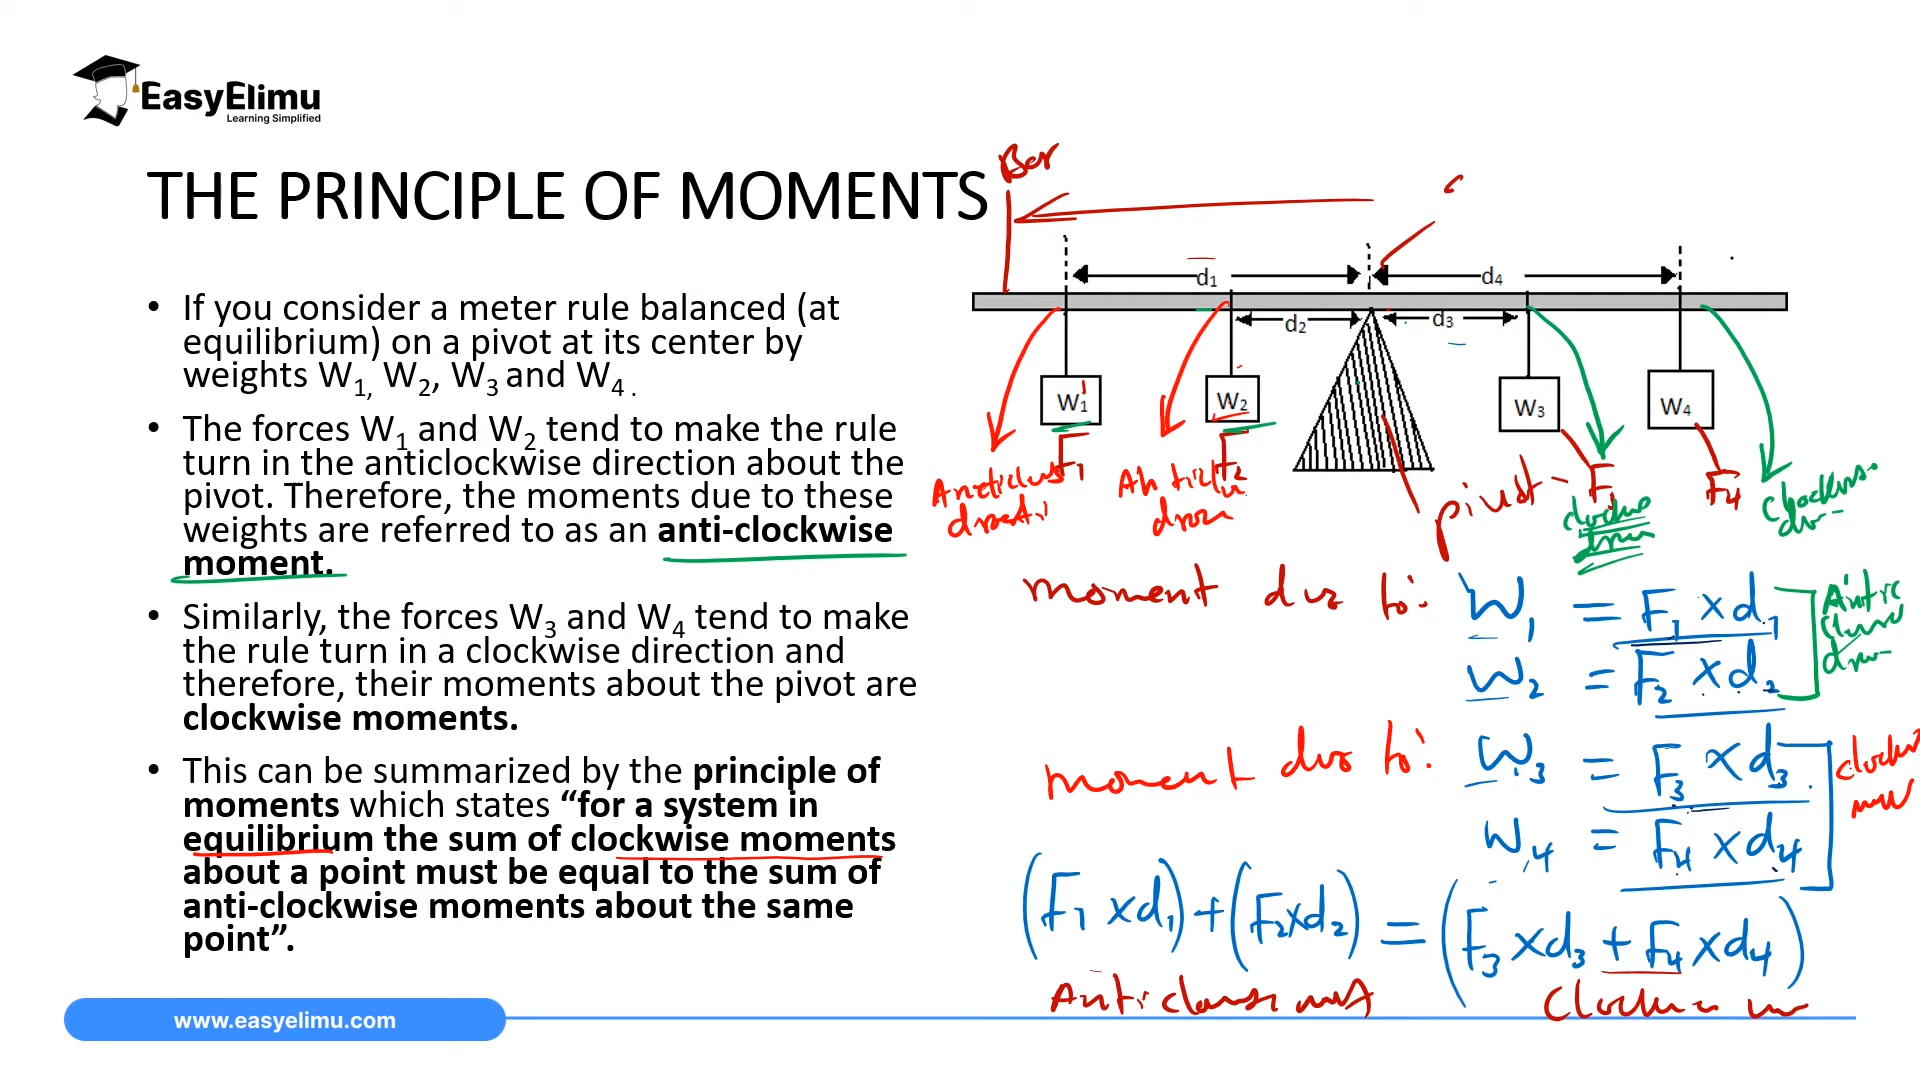 EasyElimu
Learning Simplified
THE PRINCIPLE OF MOMENTS
• If you consider a meter rule balanced (at
equilibrium) on a pivot at its center by
weights W1, W2, W3 and W4 .
• The forces W1 and W2 tend to make the rule
turn in the anticlockwise direction about the
pivot. Therefore, the moments due to these
weights are referred to as an anti-clockwise
moment.
• Similarly, the forces W3 and W4 tend to make
the rule turn in a clockwise direction and
therefore, their moments about the pivot are
clockwise moments.
• This can be summarized by the principle of
moments which states “for a system in
equilibrium the sum of clockwise moments
about a point must be equal to the sum of
anti-clockwise moments about the same
point”.
www.easyelimu.com
Bar
d1 d4
d2 d3
W1 W2 W3 W4
F1 F2 F4
pivot
moment due to: W1 = F1 x d1
W2 = F2 x d2
moment due to: W3 = F3 x d3
W4 = F4 x d4
(F1 x d1) + (F2 x d2) = (F3 x d3 + F4 x d4)